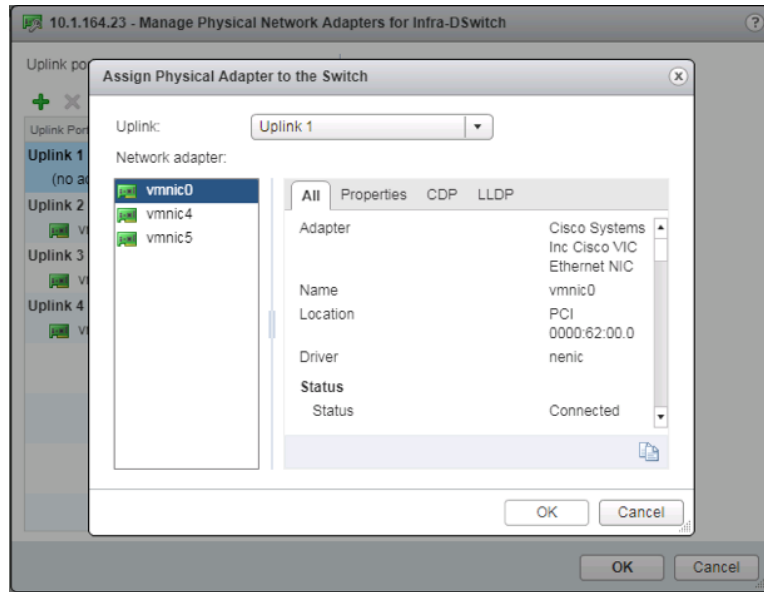 10.1.164.23 - Manage Physical Network Adapters for Infra-DSwitch
?
Uplink po
Assign Physical Adapter to the Switch
x
Uplink Port
Uplink 1
(no ad
Uplink 2
Uplink 3
Uplink 4
Uplink:
Uplink 1
Network adapter:
vmnic0
vmnic4
vmnic5
All Properties CDP LLDP
Adapter Cisco Systems
Inc Cisco VIC
Ethernet NIC
Name vmnic0
Location PCI
0000:62:00.0
Driver nenic
Status
Status Connected
OK Cancel
OK Cancel